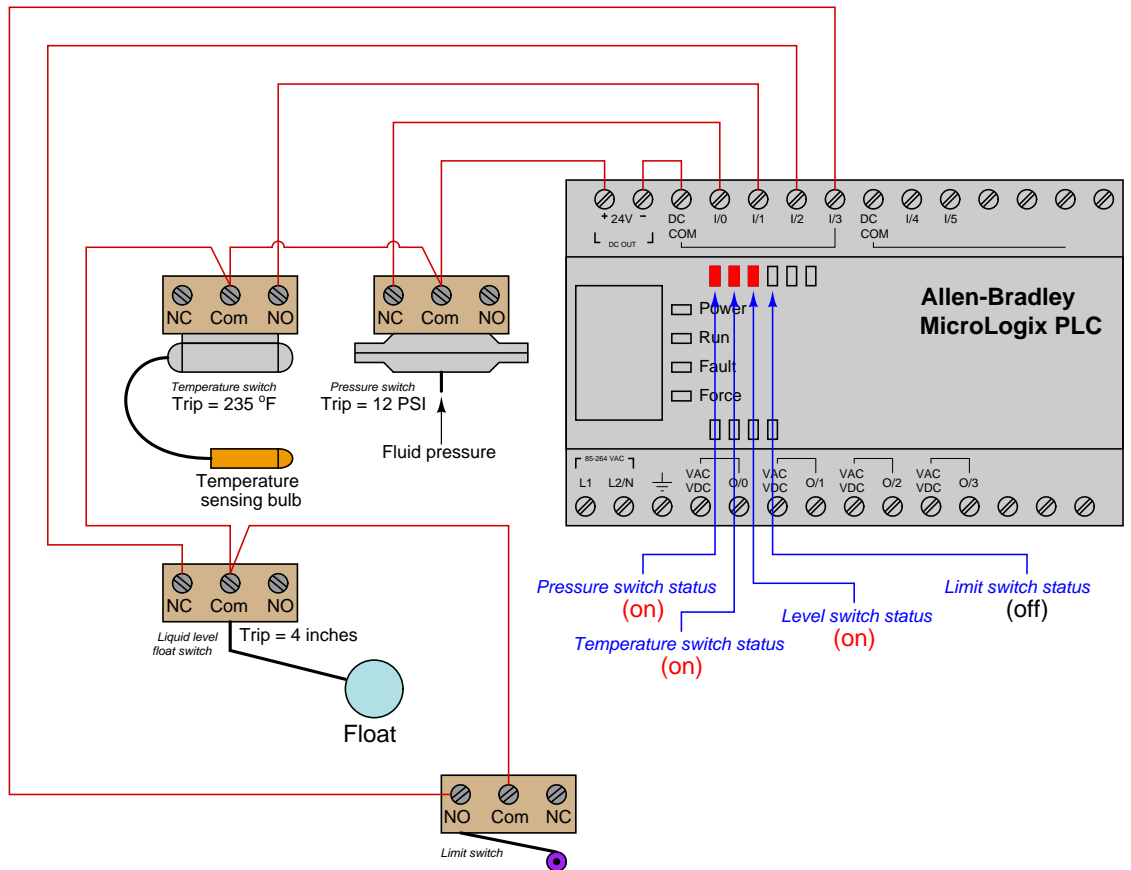 + 24V -
DC OUT
DC
COM
I/0
I/1
I/2
I/3
DC
COM
I/4
I/5
Allen-Bradley
MicroLogix PLC
Power
Run
Fault
Force
85-264 VAC
L1
L2/N
VAC
VDC
O/0
VAC
VDC
O/1
VAC
VDC
O/2
VAC
VDC
O/3
NC Com NO
Temperature switch
Trip = 235 °F
Temperature
sensing bulb
NC Com NO
Pressure switch
Trip = 12 PSI
Fluid pressure
NC Com NO
Liquid level
float switch
Trip = 4 inches
Float
NO Com NC
Limit switch
Pressure switch status
(on)
Temperature switch status
(on)
Level switch status
(on)
Limit switch status
(off)